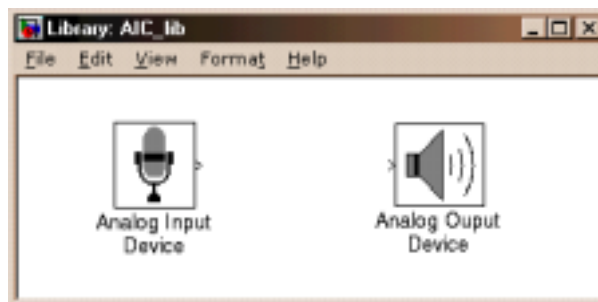 Library: AIC_lib
File Edit View Format Help
Analog Input
Device
Analog Ouput
Device